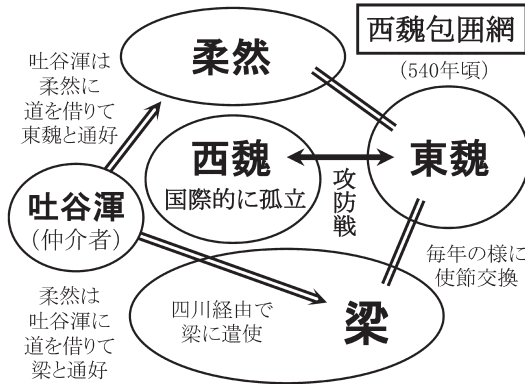 西魏包囲網
(540年頃)
柔然
吐谷渾は
柔然に
道を借りて
東魏と通好
西魏
国際的に孤立
攻防戦
東魏
吐谷渾
(仲介者)
毎年の様に
使節交換
柔然は
吐谷渾に
道を借りて
梁と通好
四川経由で
梁に遣使
梁